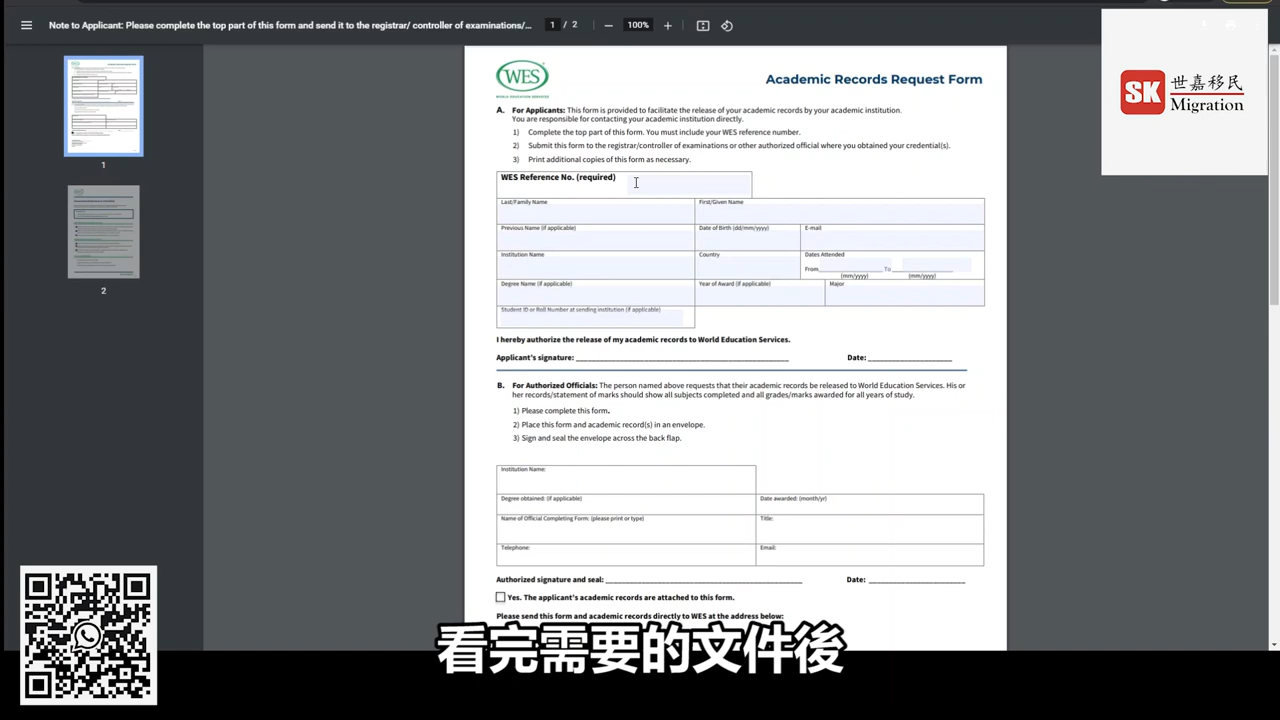 Note to Applicant: Please complete the top part of this form and send it to the registrar/ controller of examinations/...
1 / 2
100%
世嘉移民
SK Migration
1
2
WES
WORLD EDUCATION SERVICES
Academic Records Request Form
A. For Applicants: This form is provided to facilitate the release of your academic records by your academic institution.
You are responsible for contacting your academic institution directly.
1) Complete the top part of this form. You must include your WES reference number.
2) Submit this form to the registrar/controller of examinations or other authorized official where you obtained your credential(s).
3) Print additional copies of this form as necessary.
WES Reference No. (required)
Last/Family Name First/Given Name
Previous Name (if applicable) Date of Birth (dd/mm/yyyy) E-mail
Institution Name Country Dates Attended
From______________ To ______________
(mm/yyyy) (mm/yyyy)
Degree Name (if applicable) Year of Award (if applicable) Major
Student ID or Roll Number at sending institution (if applicable)
I hereby authorize the release of my academic records to World Education Services.
Applicant's signature: ______________________________ Date: ______________
B. For Authorized Officials: The person named above requests that their academic records be released to World Education Services. His or
her records/statement of marks should show all subjects completed and all grades/marks awarded for all years of study.
1) Please complete this form.
2) Place this form and academic record(s) in an envelope.
3) Sign and seal the envelope across the back flap.
Institution Name:
Degree obtained: (if applicable) Date awarded: (month/yr)
Name of Official Completing Form: (please print or type) Title:
Telephone: Email:
Authorized signature and seal: ______________________________ Date: ______________
Yes. The applicant's academic records are attached to this form.
Please send this form and academic records directly to WES at the address below:
看完需要的文件後